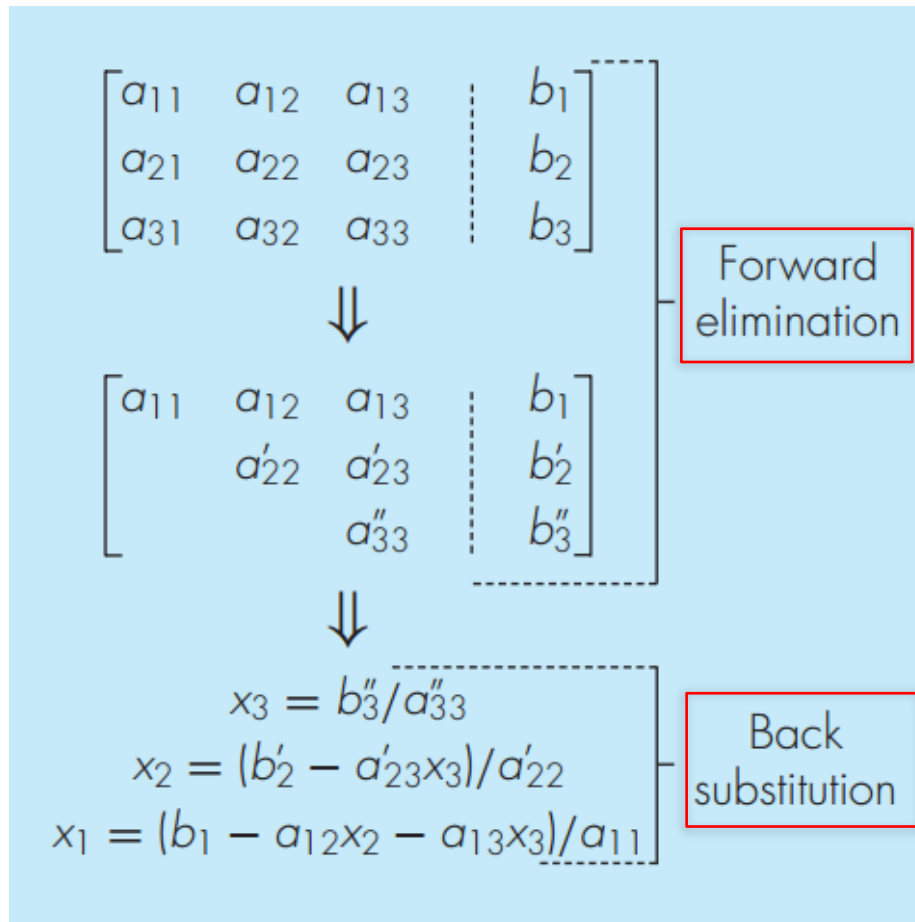 a₁₁ a₁₂ a₁₃ b₁
a₂₁ a₂₂ a₂₃ b₂
a₃₁ a₃₂ a₃₃ b₃
Forward
elimination
⇓
a₁₁ a₁₂ a₁₃ b₁
a′₂₂ a′₂₃ b′₂
a″₃₃ b″₃
⇓
x₃ = b″₃/a″₃₃
x₂ = (b′₂ − a′₂₃x₃)/a′₂₂
x₁ = (b₁ − a₁₂x₂ − a₁₃x₃)/a₁₁
Back
substitution